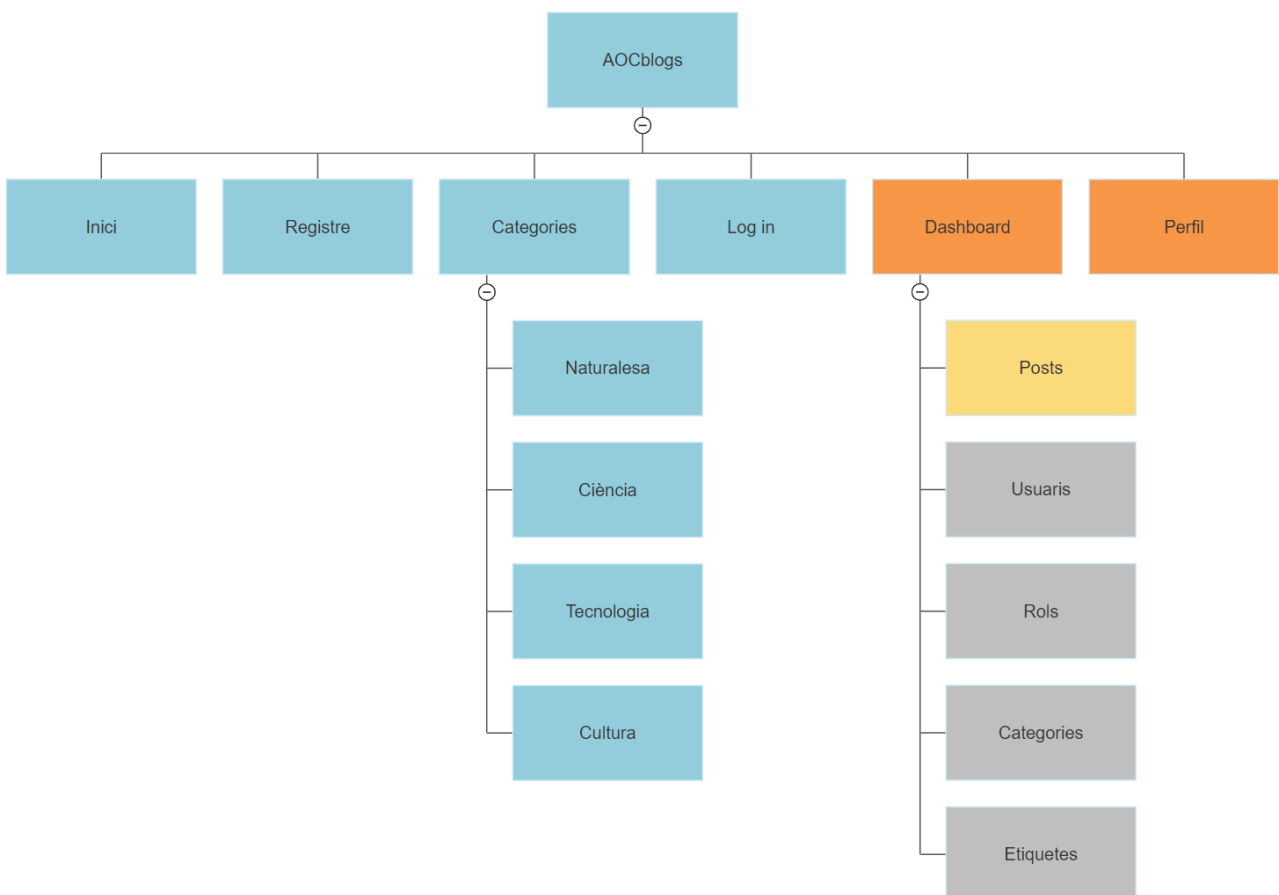 AOCblogs
Inici
Registre
Categories
Log in
Dashboard
Perfil
Naturalesa
Ciència
Tecnologia
Cultura
Posts
Usuaris
Rols
Categories
Etiquetes